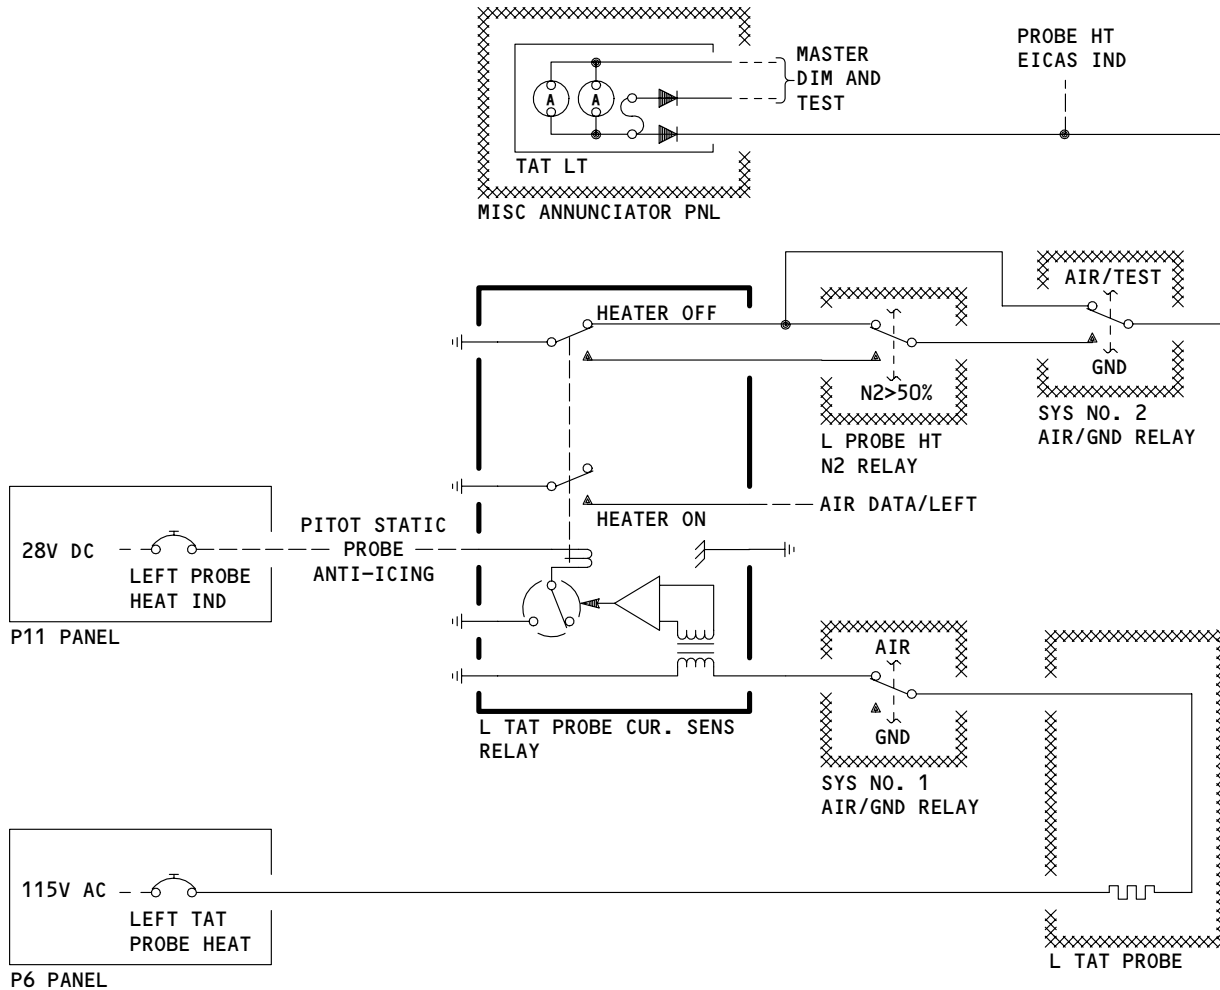 PROBE HT
EICAS IND
MASTER
DIM AND
TEST
A A
TAT LT
MISC ANNUNCIATOR PNL
AIR/TEST
HEATER OFF
GND
N2>50%
SYS NO. 2
AIR/GND RELAY
L PROBE HT
N2 RELAY
AIR DATA/LEFT
HEATER ON
PITOT STATIC
PROBE
ANTI-ICING
28V DC
LEFT PROBE
HEAT IND
P11 PANEL
AIR
GND
L TAT PROBE CUR. SENS
RELAY
SYS NO. 1
AIR/GND RELAY
115V AC
LEFT TAT
PROBE HEAT
P6 PANEL
L TAT PROBE